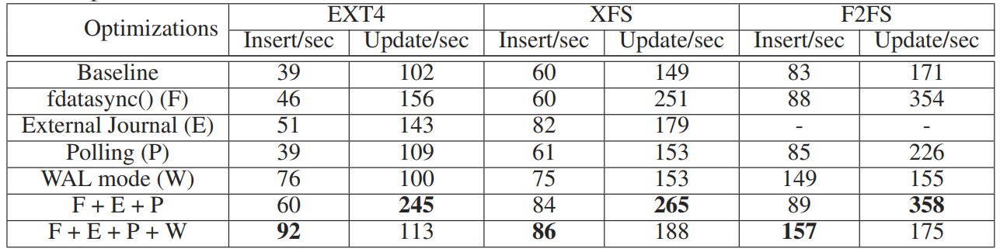 Optimizations EXT4 XFS F2FS
Insert/sec Update/sec Insert/sec Update/sec Insert/sec Update/sec
Baseline 39 102 60 149 83 171
fdatasync() (F) 46 156 60 251 88 354
External Journal (E) 51 143 82 179 - -
Polling (P) 39 109 61 153 85 226
WAL mode (W) 76 100 75 153 149 155
F + E + P 60 245 84 265 89 358
F + E + P + W 92 113 86 188 157 175